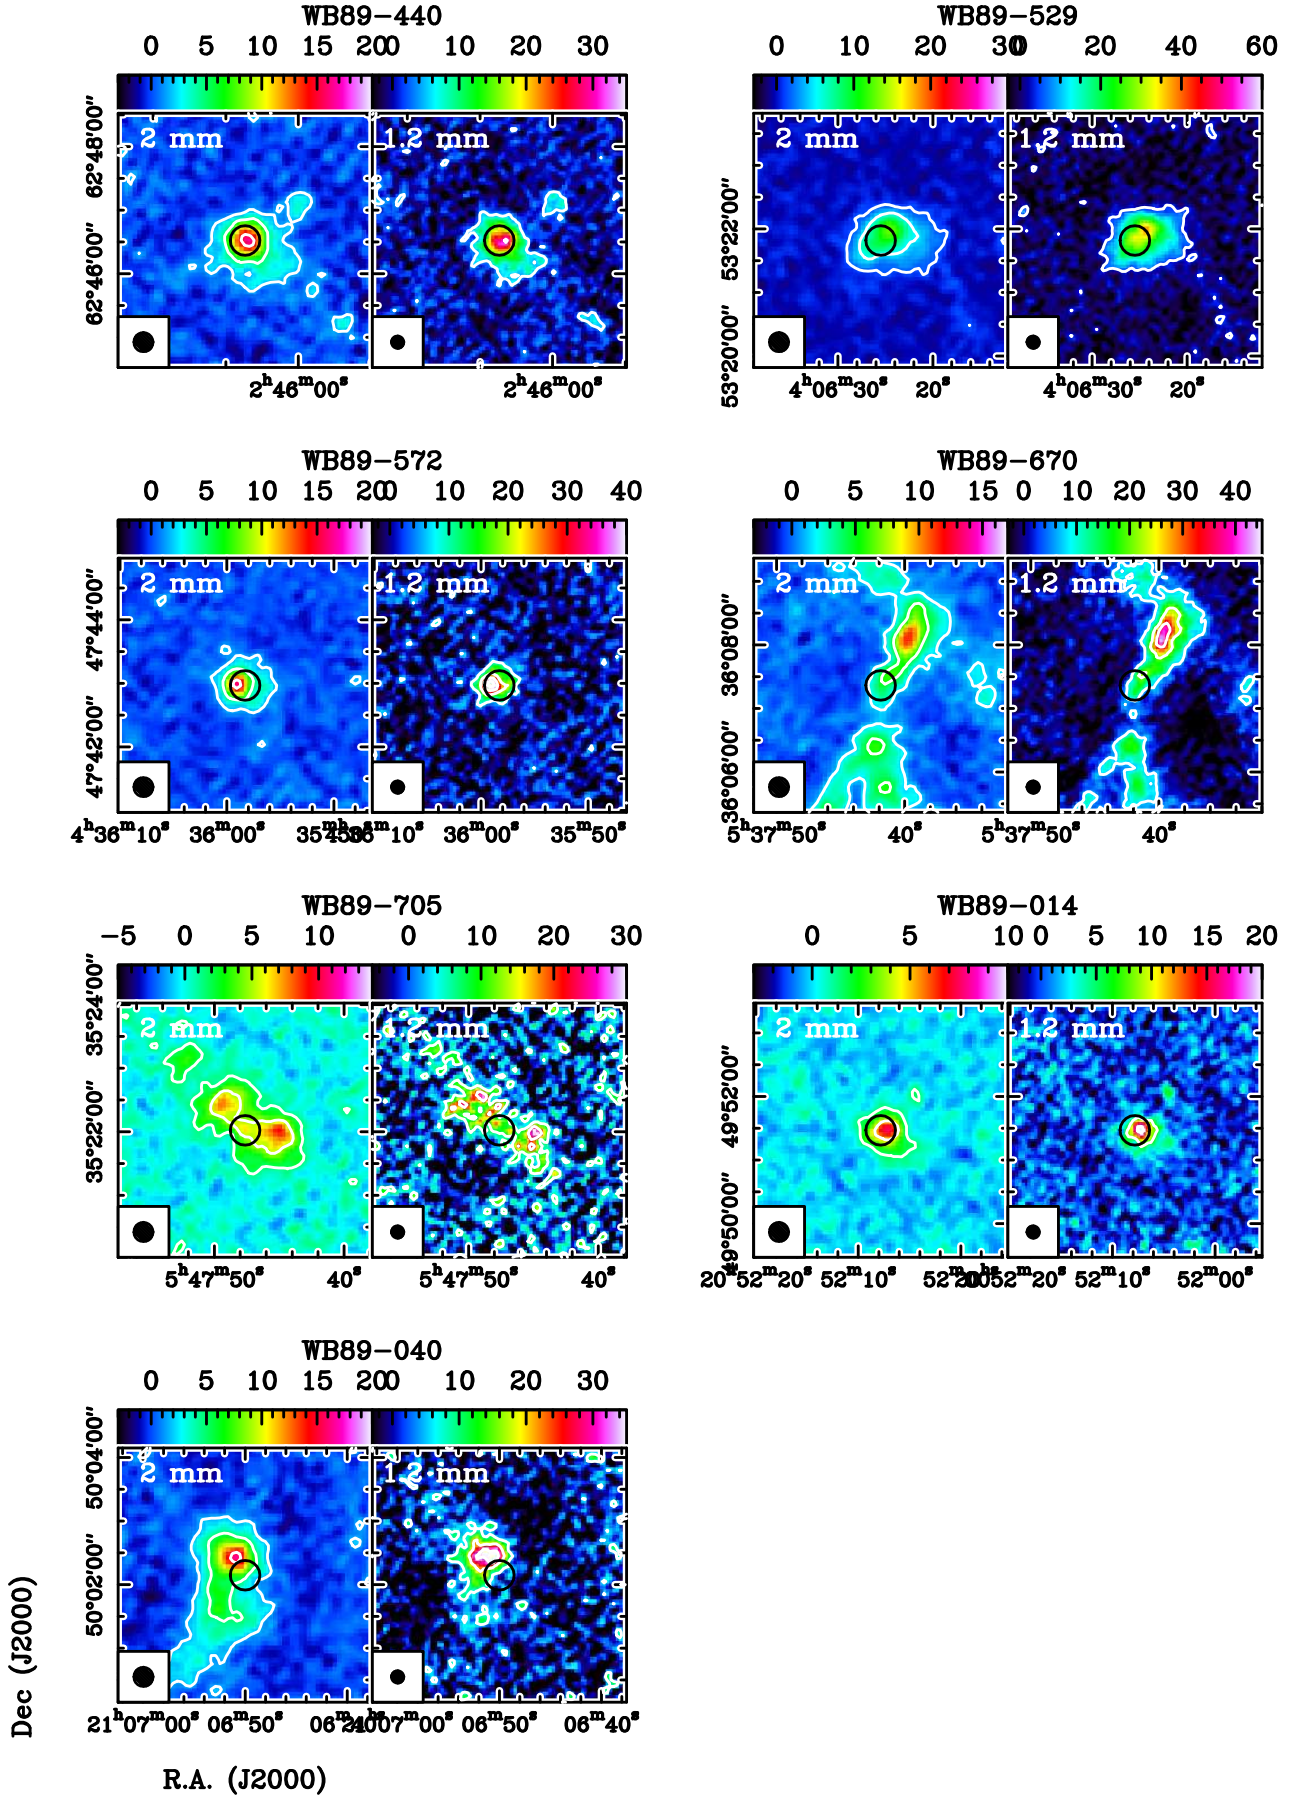 WB89-440 WB89-529
0 5 10 15 20 0 10 20 30 0 10 20 30 0 20 40 60
2 mm 1.2 mm 2 mm 1.2 mm
62°48'00" 53°22'00"
62°46'00" 53°20'00"
2h46m00s 2h46m00s 4h06m30s 20s 4h06m30s 20s
WB89-572 WB89-670
0 5 10 15 20 0 10 20 30 40 0 5 10 15 0 10 20 30 40
2 mm 1.2 mm 2 mm 1.2 mm
47°44'00" 36°08'00"
47°42'00" 36°06'00"
4h36m10s 36m00s 36m00s 35m50s 5h37m50s 40s 5h37m50s 40s
WB89-705 WB89-014
-5 0 5 10 0 10 20 30 0 5 10 0 5 10 15 20
2 mm 1.2 mm 2 mm 1.2 mm
35°24'00" 49°52'00"
35°22'00" 49°50'00"
5h47m50s 40s 5h47m50s 40s 52m10s 52m10s 52m00s
WB89-040
0 5 10 15 20 0 10 20 30
2 mm 1.2 mm
50°04'00"
50°02'00"
21h07m00s 06m50s 06m50s 06m40s
Dec (J2000)
R.A. (J2000)